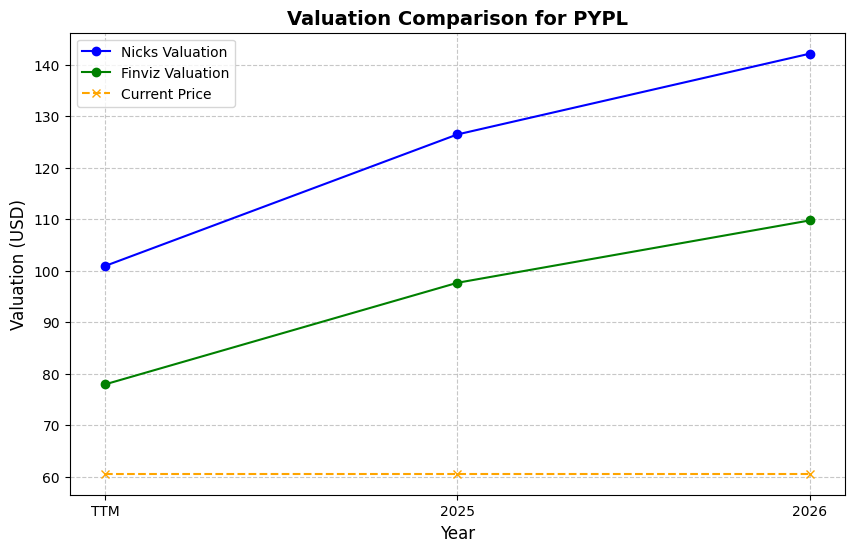 Valuation Comparison for PYPL
Nicks Valuation
Finviz Valuation
Current Price
Valuation (USD)
140
130
120
110
100
90
80
70
60
TTM
2025
2026
Year